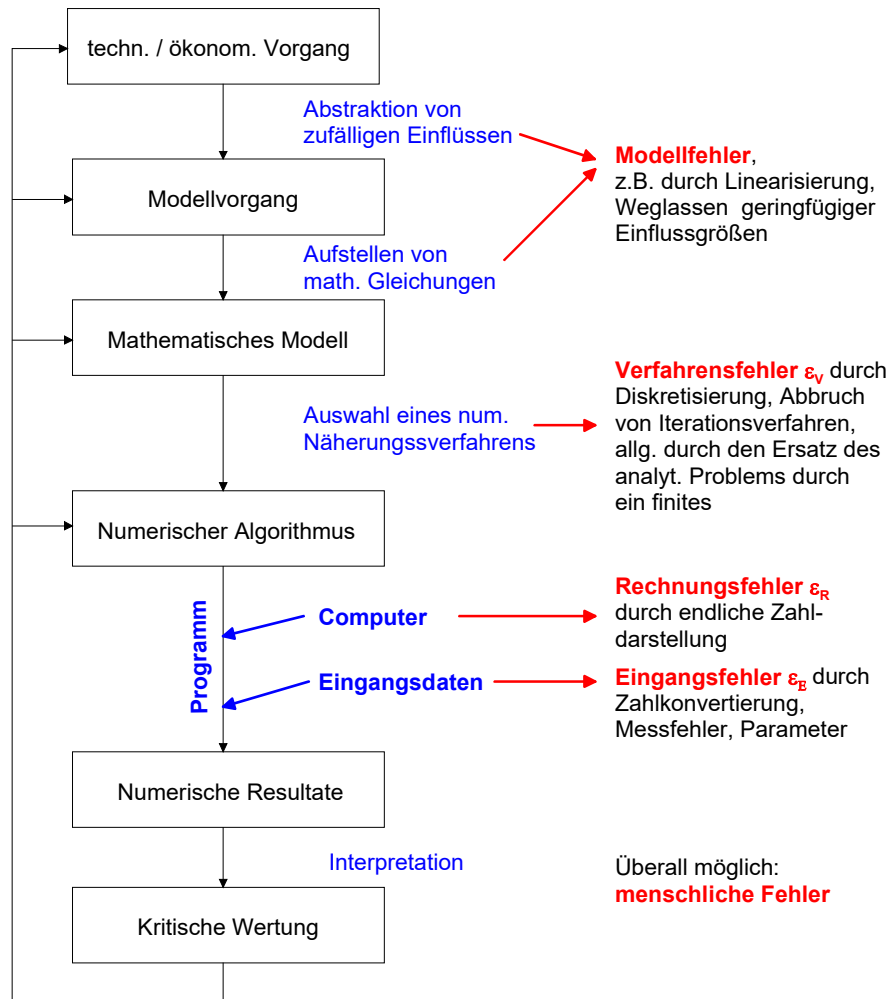 techn. / ökonom. Vorgang
Abstraktion von
zufälligen Einflüssen
Modellfehler,
z.B. durch Linearisierung,
Weglassen geringfügiger
Einflussgrößen
Modellvorgang
Aufstellen von
math. Gleichungen
Mathematisches Modell
Verfahrensfehler εV durch
Diskretisierung, Abbruch
von Iterationsverfahren,
allg. durch den Ersatz des
analyt. Problems durch
ein finites
Auswahl eines num.
Näherungssverfahrens
Numerischer Algorithmus
Programm
Computer
Rechnungsfehler εR
durch endliche Zahl-
darstellung
Eingangsdaten
Eingangsfehler εE durch
Zahlkonvertierung,
Messfehler, Parameter
Numerische Resultate
Interpretation
Überall möglich:
menschliche Fehler
Kritische Wertung